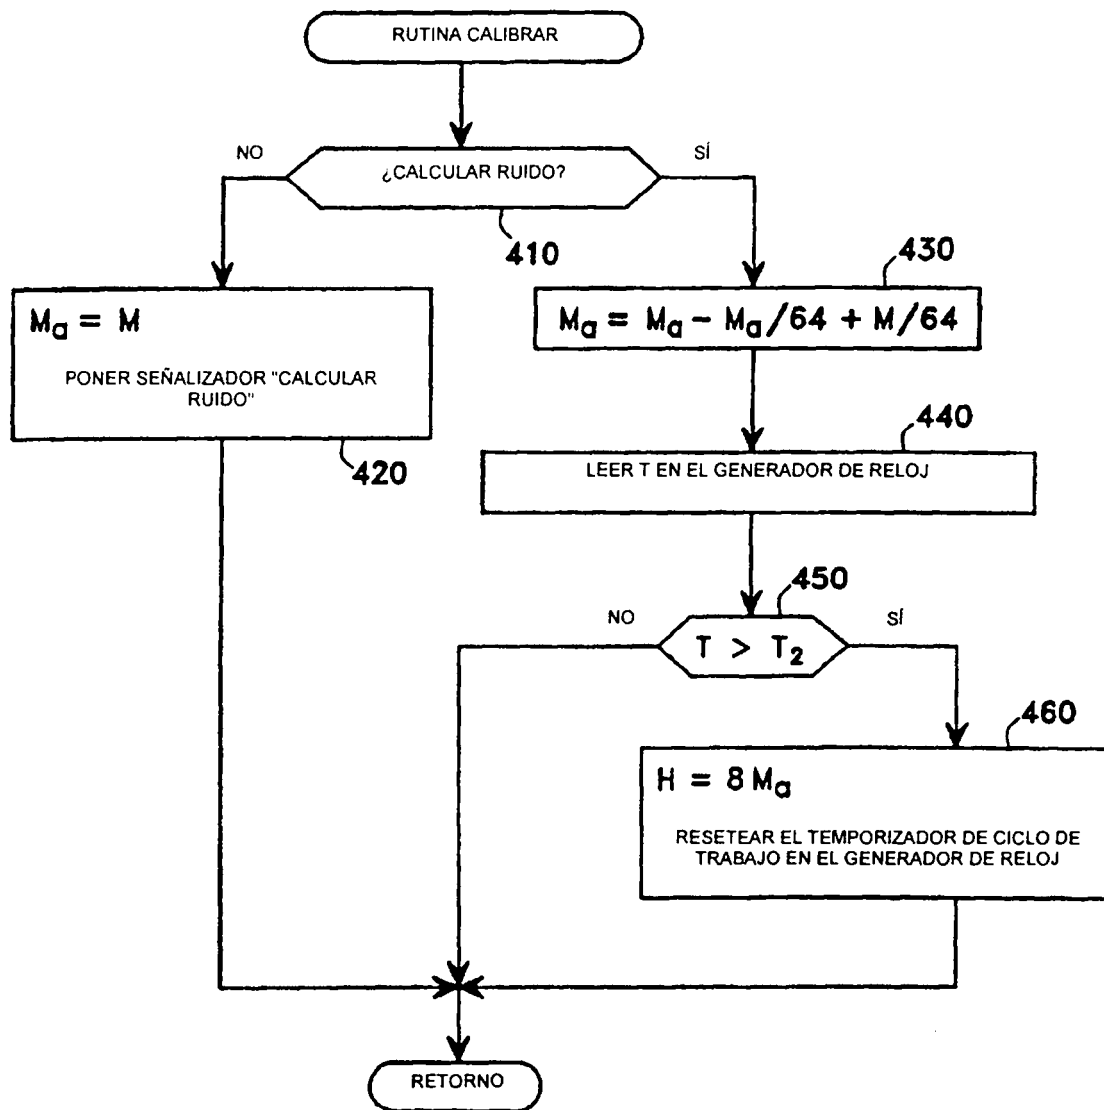 RUTINA CALIBRAR
NO
SÍ
¿CALCULAR RUIDO?
410
430
Ma = M
PONER SEÑALIZADOR "CALCULAR
RUIDO"
420
Ma = Ma - Ma/64 + M/64
440
LEER T EN EL GENERADOR DE RELOJ
450
NO
SÍ
T > T2
460
H = 8 Ma
RESETEAR EL TEMPORIZADOR DE CICLO DE
TRABAJO EN EL GENERADOR DE RELOJ
RETORNO